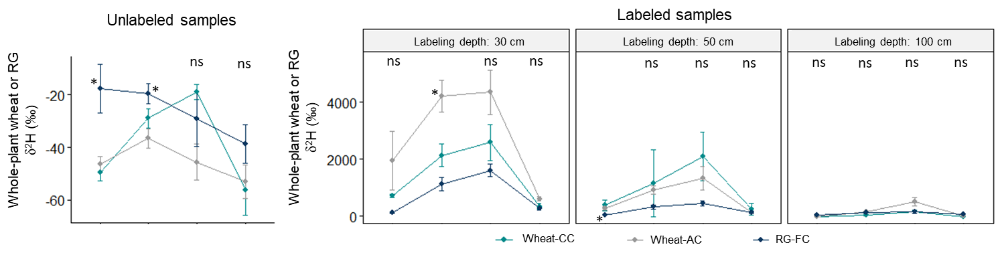 Unlabeled samples
Whole-plant wheat or RG
δ²H (‰)
-20
-40
-60
*
*
ns
ns
Labeled samples
Whole-plant wheat or RG
δ²H (‰)
4000
2000
0
Labeling depth: 30 cm
ns
*
ns
ns
Labeling depth: 50 cm
*
ns
ns
ns
Labeling depth: 100 cm
ns
ns
ns
ns
Wheat-CC
Wheat-AC
RG-FC